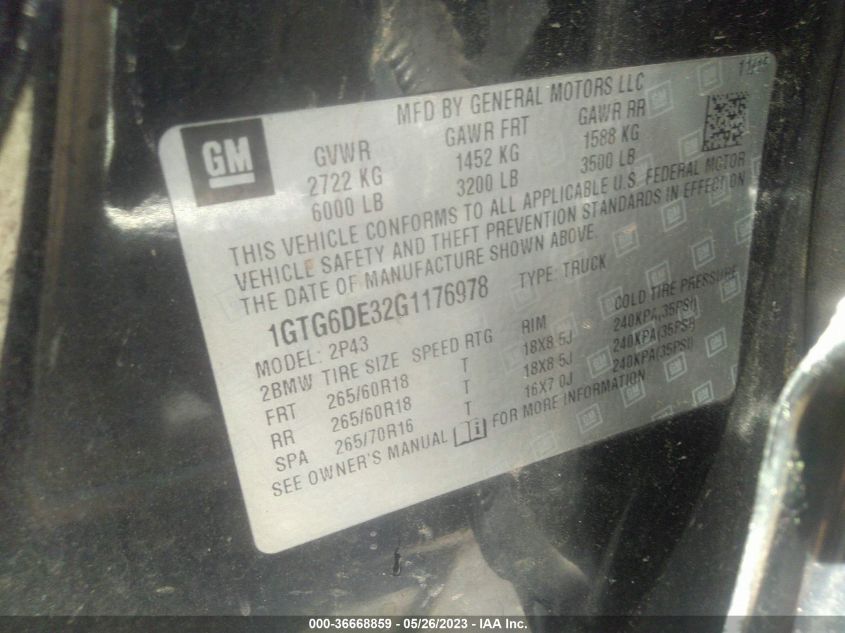 MFD BY GENERAL MOTORS LLC
GM
GVWR GAWR FRT GAWR RR
2722 KG 1452 KG 1588 KG
6000 LB 3200 LB 3500 LB
THIS VEHICLE CONFORMS TO ALL APPLICABLE U.S. FEDERAL MOTOR
VEHICLE SAFETY AND THEFT PREVENTION STANDARDS IN EFFECT ON
THE DATE OF MANUFACTURE SHOWN ABOVE.
1GTG6DE32G1176978 TYPE: TRUCK
MODEL: 2P43
2BMW TIRE SIZE SPEED RTG RIM COLD TIRE PRESSURE
FRT 265/60R18 T 18X8.5J 240KPA(35PSI)
RR 265/60R18 T 18X8.5J 240KPA(35PSI)
SPA 265/70R16 T 16X7.0J 240KPA(35PSI)
SEE OWNER'S MANUAL FOR MORE INFORMATION
000-36668859 - 05/26/2023 - IAA Inc.